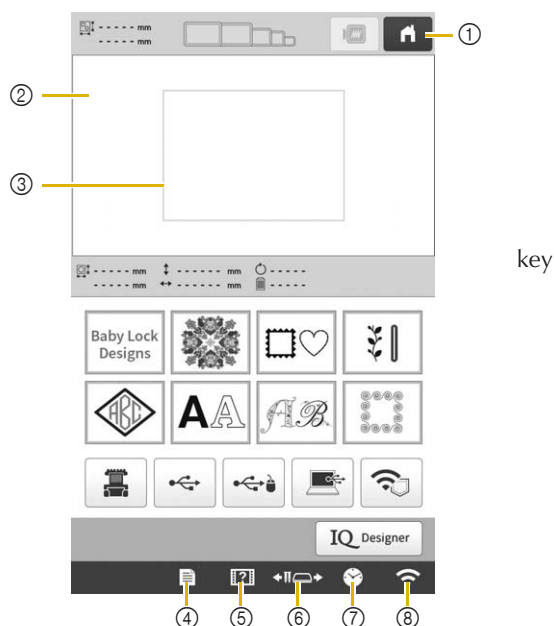 - - - - - mm
- - - - - mm
①
②
③
- - - - - mm - - - - - - mm - - - - -
- - - - - mm - - - - - - mm - - - - -
key
Baby Lock
Designs
ABC
AA
AB
IQ Designer
?
④ ⑤ ⑥ ⑦ ⑧